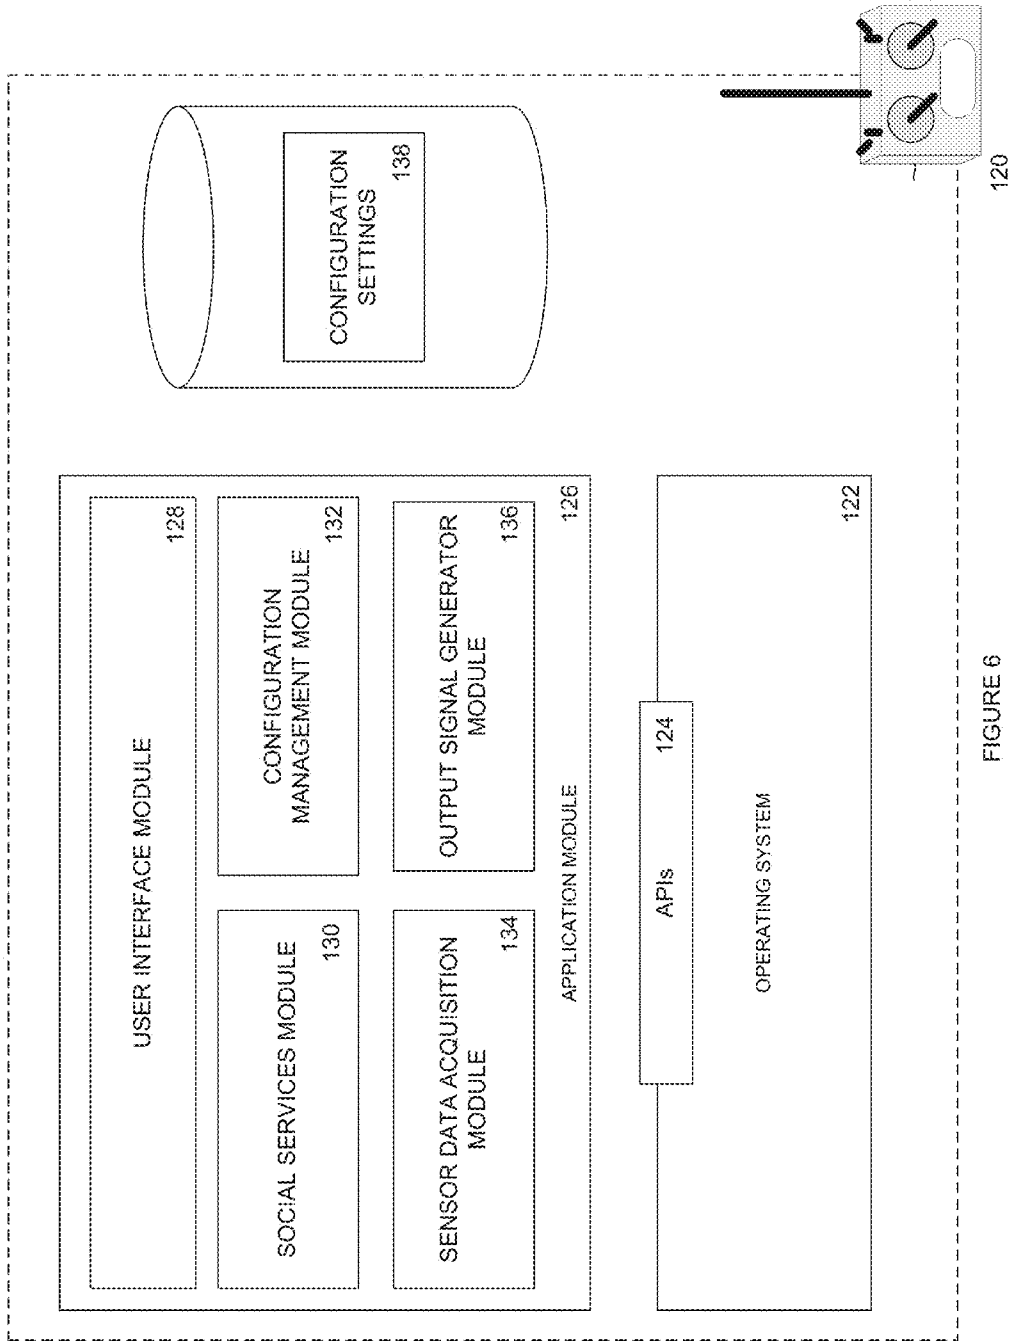 USER INTERFACE MODULE
128
SOCIAL SERVICES MODULE
130
CONFIGURATION
MANAGEMENT MODULE
132
SENSOR DATA ACQUISITION
MODULE
134
OUTPUT SIGNAL GENERATOR
MODULE
136
APPLICATION MODULE
126
CONFIGURATION
SETTINGS
138
APIs
124
OPERATING SYSTEM
122
120
FIGURE 6